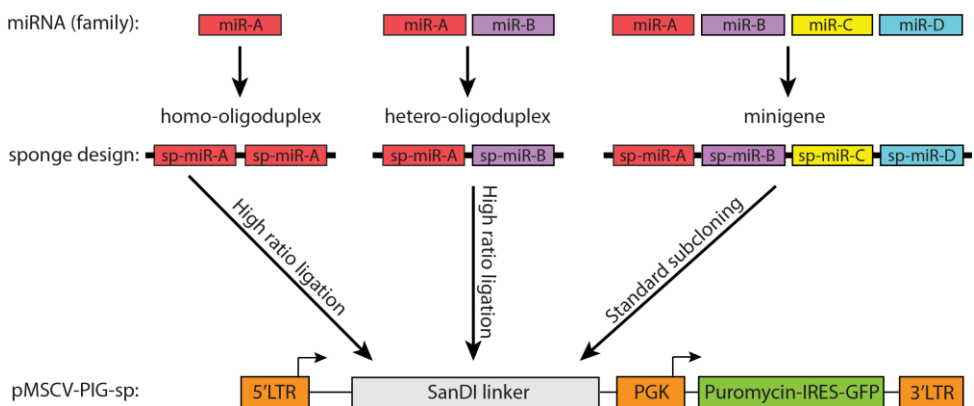 miRNA (family): miR-A miR-A miR-B miR-A miR-B miR-C miR-D
homo-oligoduplex hetero-oligoduplex minigene
sponge design: sp-miR-A sp-miR-A sp-miR-A sp-miR-B sp-miR-A sp-miR-B sp-miR-C sp-miR-D
High ratio ligation
High ratio
ligation
Standard subcloning
pMSCV-PIG-sp: 5'LTR SanDI linker PGK Puromycin-IRES-GFP 3'LTR